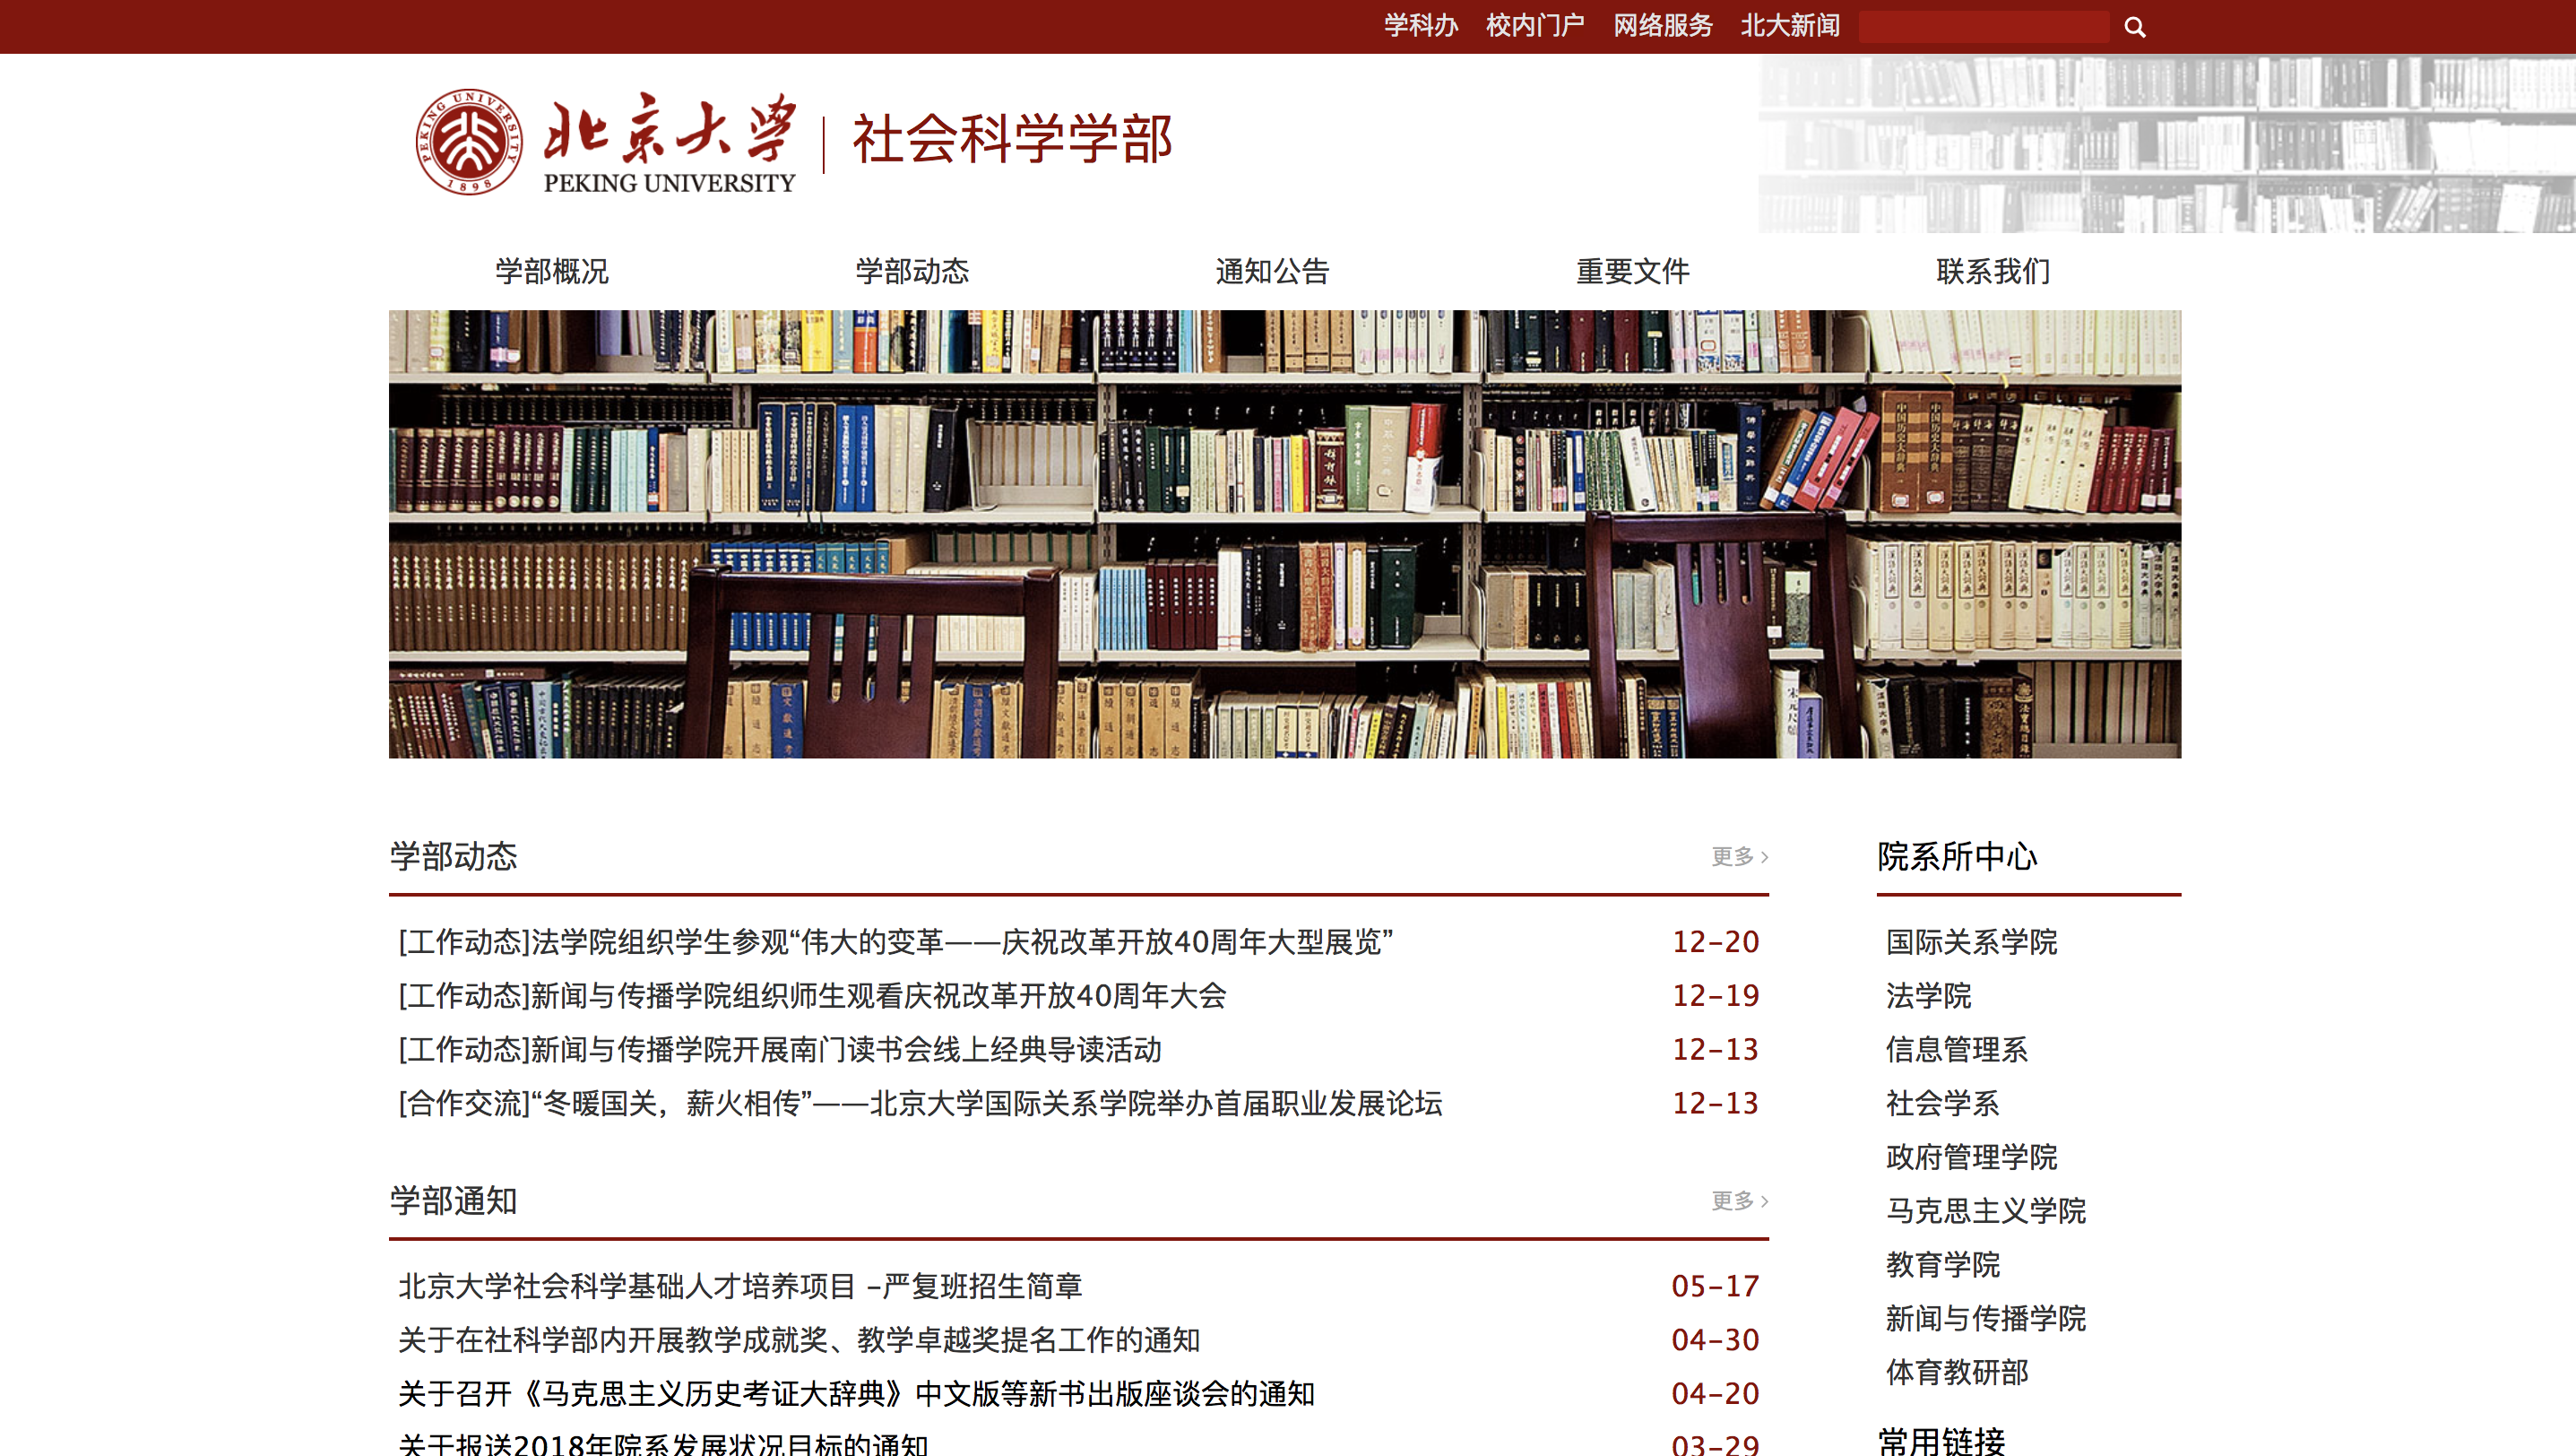 学科办 校内门户 网络服务 北大新闻
PEKING UNIVERSITY
1898
北京大学
PEKING UNIVERSITY
社会科学学部
学部概况 学部动态 通知公告 重要文件 联系我们
学部动态 更多 >
[工作动态]法学院组织学生参观“伟大的变革——庆祝改革开放40周年大型展览” 12-20
[工作动态]新闻与传播学院组织师生观看庆祝改革开放40周年大会 12-19
[工作动态]新闻与传播学院开展南门读书会线上经典导读活动 12-13
[合作交流]“冬暖国关，薪火相传”——北京大学国际关系学院举办首届职业发展论坛 12-13
学部通知 更多 >
北京大学社会科学基础人才培养项目 -严复班招生简章 05-17
关于在社科学部内开展教学成就奖、教学卓越奖提名工作的通知 04-30
关于召开《马克思主义历史考证大辞典》中文版等新书出版座谈会的通知 04-20
关于报送2018年院系发展状况目标的通知 03-29
院系所中心
国际关系学院
法学院
信息管理系
社会学系
政府管理学院
马克思主义学院
教育学院
新闻与传播学院
体育教研部
常用链接